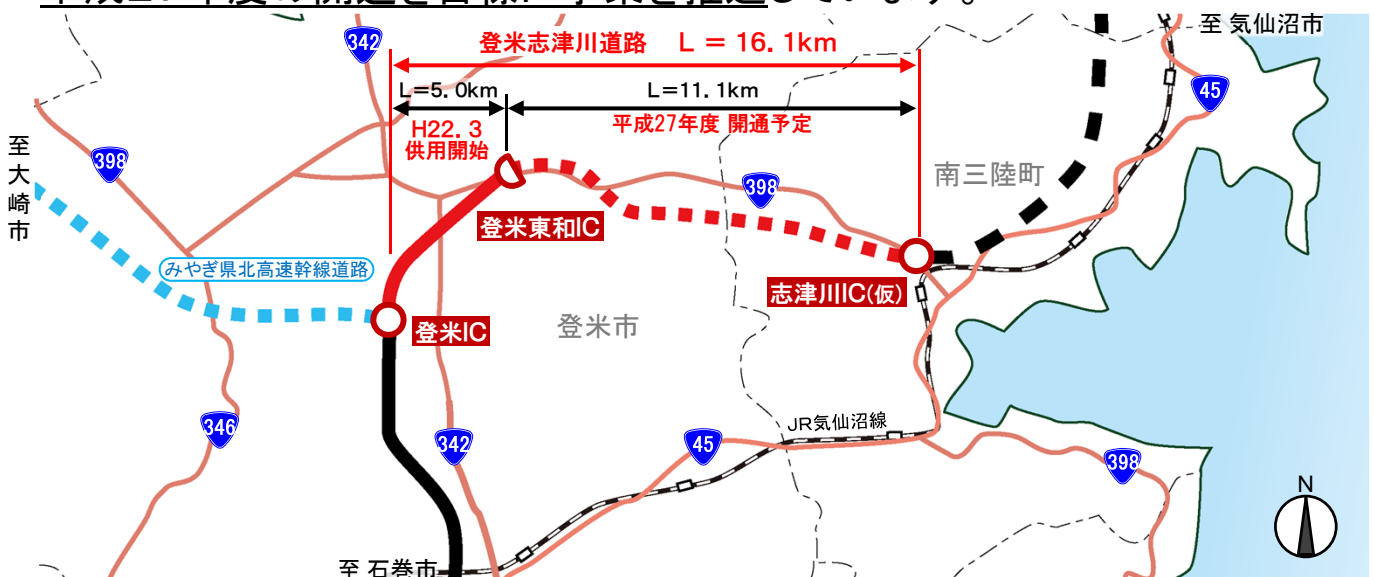 至 気仙沼市
342
登米志津川道路 L = 16.1km
L=5.0km
L=11.1km
45
H22.3
供用開始
平成27年度 開通予定
至大崎市
398
南三陸町
398
登米東和IC
みやぎ県北高速幹線道路
志津川IC(仮)
登米IC
登米市
346
342
45
JR気仙沼線
398
N
至 石巻市